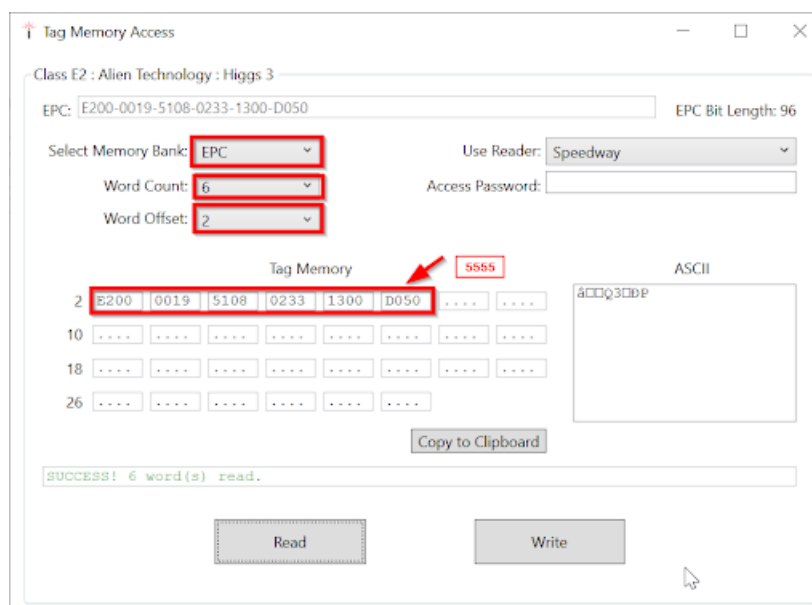 Tag Memory Access
Class E2 : Alien Technology : Higgs 3
EPC: E200-0019-5108-0233-1300-D050 EPC Bit Length: 96
Select Memory Bank: EPC Use Reader: Speedway
Word Count: 6 Access Password:
Word Offset: 2
Tag Memory 5555 ASCII
2 E200 0019 5108 0233 1300 D050 .... .... â□□Q3□ÐP
10 .... .... .... .... .... .... .... ....
18 .... .... .... .... .... .... .... ....
26 .... .... .... .... .... ....
Copy to Clipboard
SUCCESS! 6 word(s) read.
Read Write